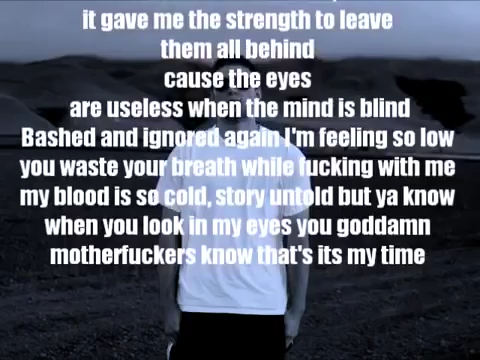 it gave me the strength to leave
them all behind
cause the eyes
are useless when the mind is blind
Bashed and ignored again I'm feeling so low
you waste your breath while fucking with me
my blood is so cold, story untold but ya know
when you look in my eyes you goddamn
motherfuckers know that's its my time